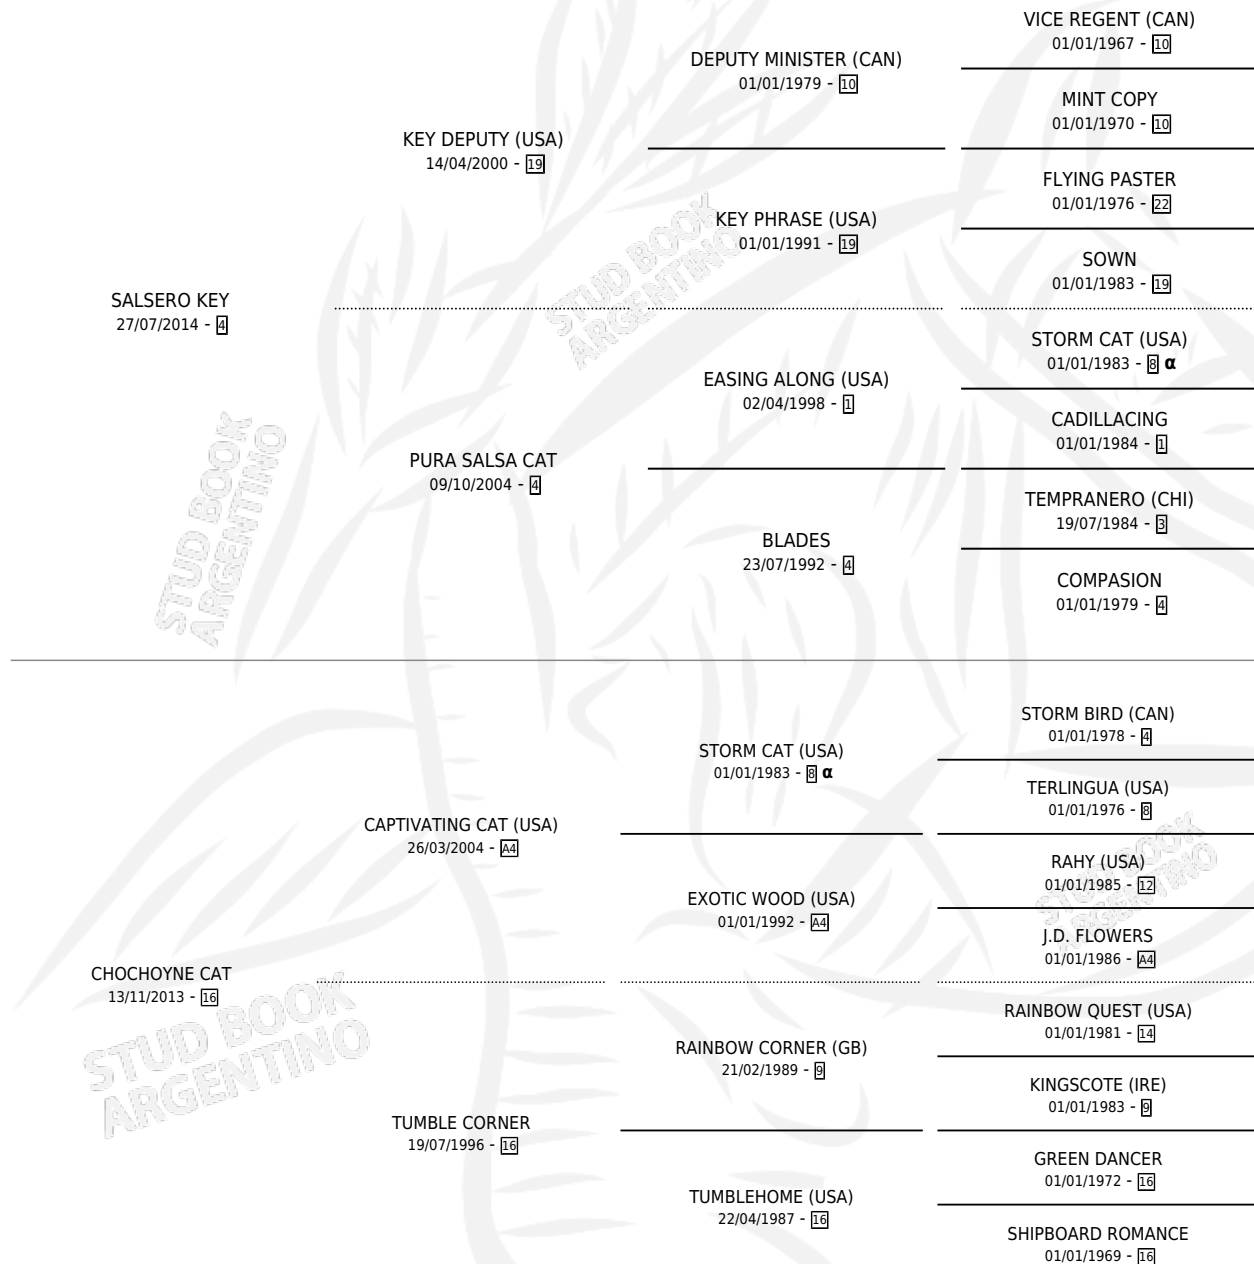 VICE REGENT (CAN)
01/01/1967 - 10
DEPUTY MINISTER (CAN)
01/01/1979 - 10
MINT COPY
01/01/1970 - 10
KEY DEPUTY (USA)
14/04/2000 - 19
FLYING PASTER
01/01/1976 - 22
KEY PHRASE (USA)
01/01/1991 - 19
SOWN
01/01/1983 - 19
SALSERO KEY
27/07/2014 - 4
STORM CAT (USA)
01/01/1983 - 8 α
EASING ALONG (USA)
02/04/1998 - 1
CADILLACING
01/01/1984 - 1
PURA SALSA CAT
09/10/2004 - 4
TEMPRANERO (CHI)
19/07/1984 - 3
BLADES
23/07/1992 - 4
COMPASION
01/01/1979 - 4
STORM BIRD (CAN)
01/01/1978 - 4
STORM CAT (USA)
01/01/1983 - 8 α
TERLINGUA (USA)
01/01/1976 - 8
CAPTIVATING CAT (USA)
26/03/2004 - A4
RAHY (USA)
01/01/1985 - 12
EXOTIC WOOD (USA)
01/01/1992 - A4
J.D. FLOWERS
01/01/1986 - A4
CHOCHOYNE CAT
13/11/2013 - 16
RAINBOW QUEST (USA)
01/01/1981 - 14
RAINBOW CORNER (GB)
21/02/1989 - 9
KINGSCOTE (IRE)
01/01/1983 - 9
TUMBLE CORNER
19/07/1996 - 16
GREEN DANCER
01/01/1972 - 16
TUMBLEHOME (USA)
22/04/1987 - 16
SHIPBOARD ROMANCE
01/01/1969 - 16
STUD BOOK
ARGENTINO
STUD BOOK
ARGENTINO
STUD BOOK
ARGENTINO
STUD BOOK
ARGENTINO